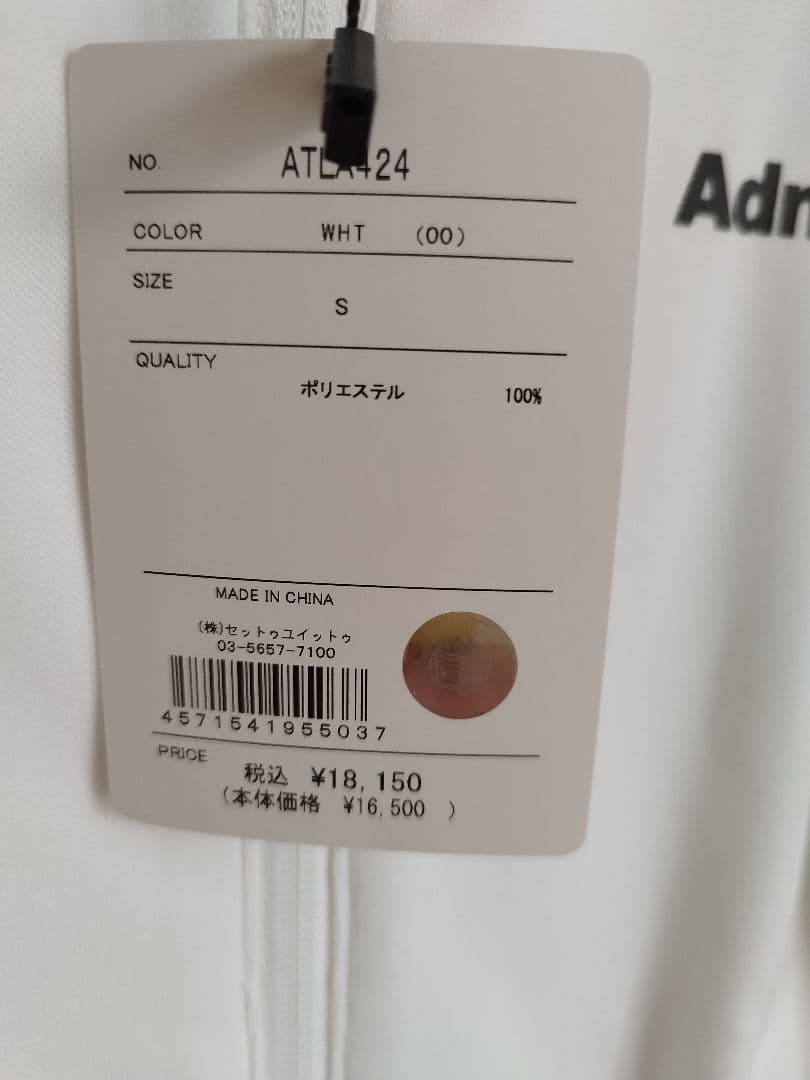 NO. ATLA424
COLOR WHT (00)
SIZE
S
QUALITY
ポリエステル 100%
MADE IN CHINA
(株)セットゥユイットゥ
03-5657-7100
4571541955037
PRICE
税込 ¥18,150
(本体価格 ¥16,500 )